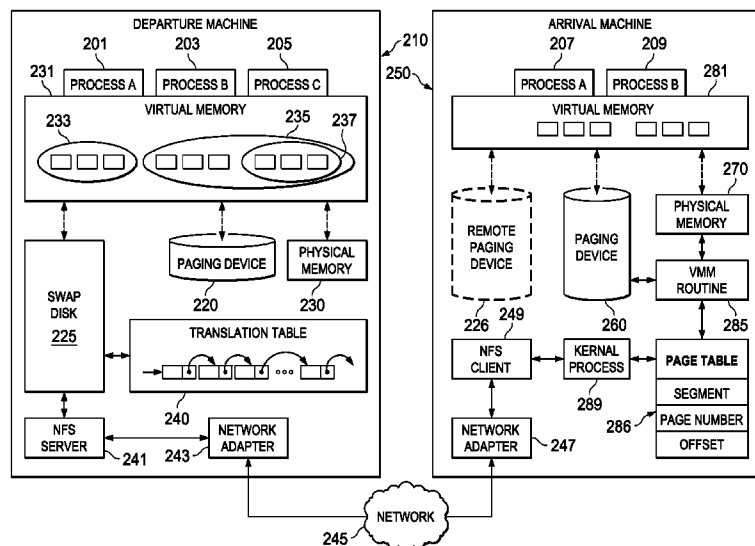 DEPARTURE MACHINE
201
203
205
210
PROCESS A
PROCESS B
PROCESS C
231
VIRTUAL MEMORY
233
235
237
SWAP
DISK
225
PAGING DEVICE
220
PHYSICAL
MEMORY
230
TRANSLATION TABLE
240
NFS
SERVER
241
NETWORK
ADAPTER
243
NETWORK
245
ARRIVAL MACHINE
207
209
250
PROCESS A
PROCESS B
281
VIRTUAL MEMORY
270
REMOTE
PAGING
DEVICE
226
PAGING
DEVICE
260
PHYSICAL
MEMORY
VMM
ROUTINE
285
249
NFS
CLIENT
KERNAL
PROCESS
289
PAGE TABLE
SEGMENT
286
PAGE NUMBER
OFFSET
NETWORK
ADAPTER
247